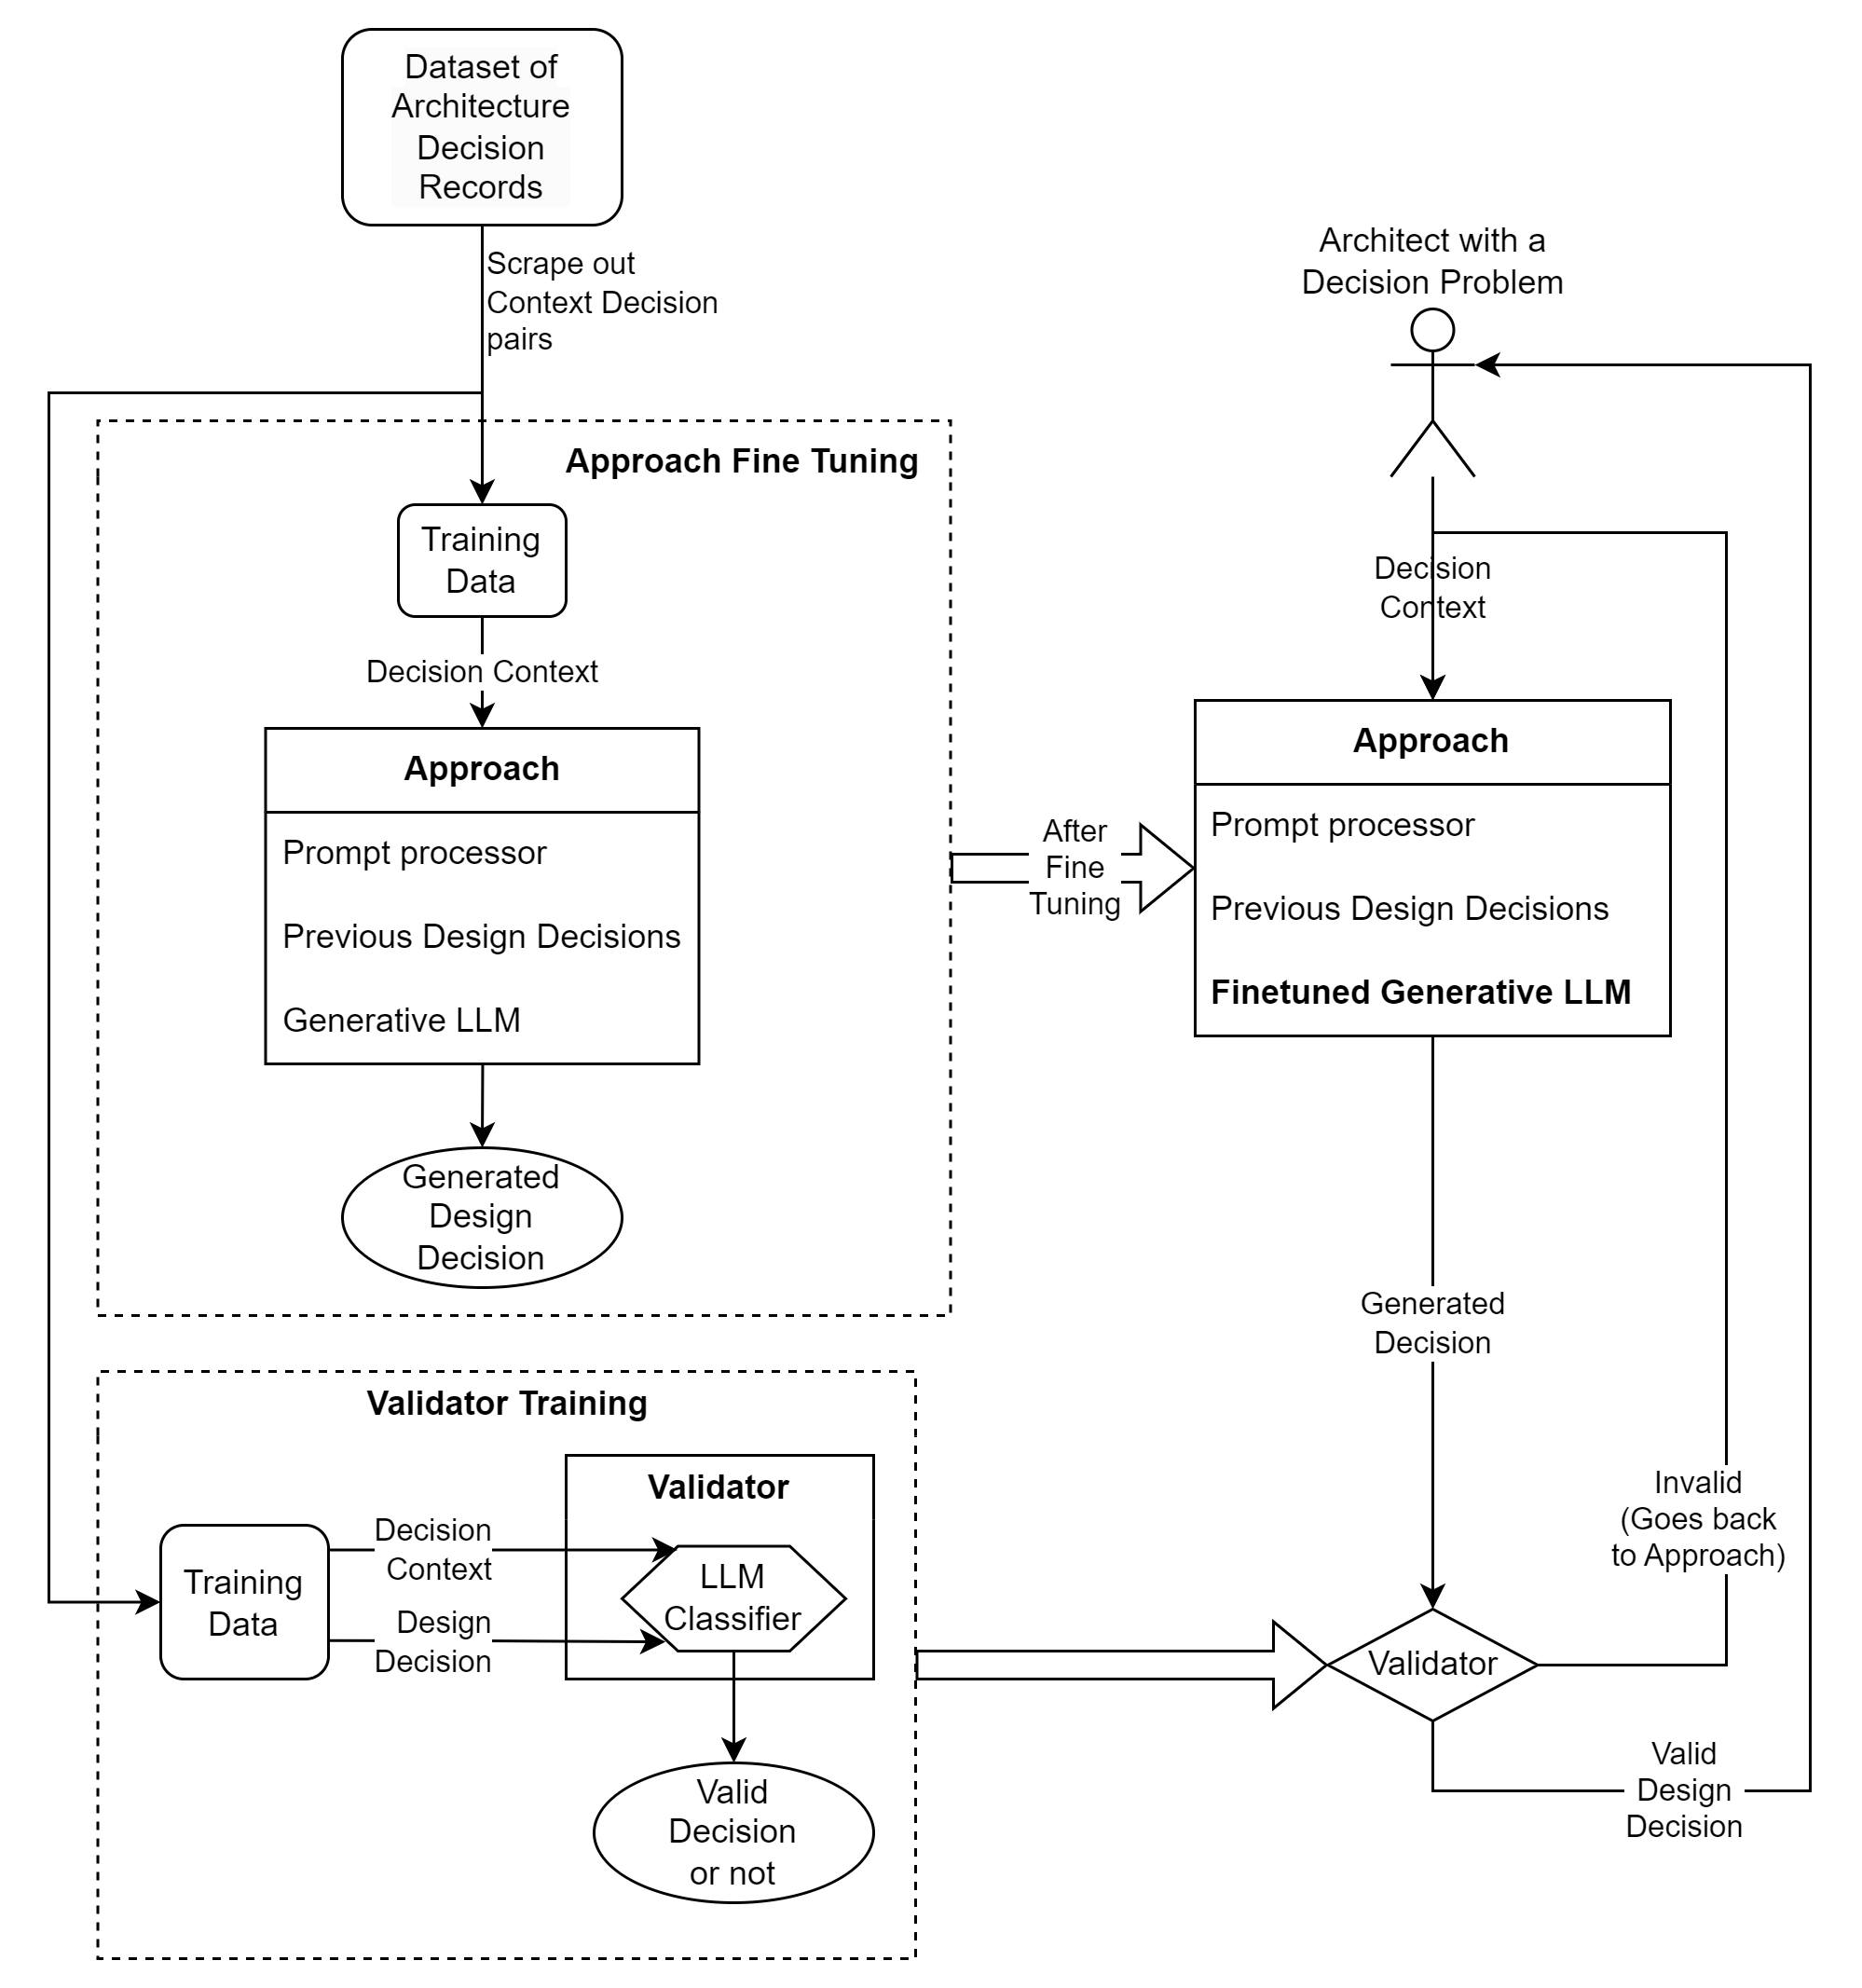 Dataset of
Architecture
Decision
Records
Scrape out
Context Decision
pairs
Approach Fine Tuning
Training
Data
Decision Context
Approach
Prompt processor
Previous Design Decisions
Generative LLM
Generated
Design
Decision
After
Fine
Tuning
Architect with a
Decision Problem
Decision
Context
Approach
Prompt processor
Previous Design Decisions
Finetuned Generative LLM
Generated
Decision
Validator Training
Training
Data
Decision
Context
Design
Decision
Validator
LLM
Classifier
Valid
Decision
or not
Validator
Invalid
(Goes back
to Approach)
Valid
Design
Decision